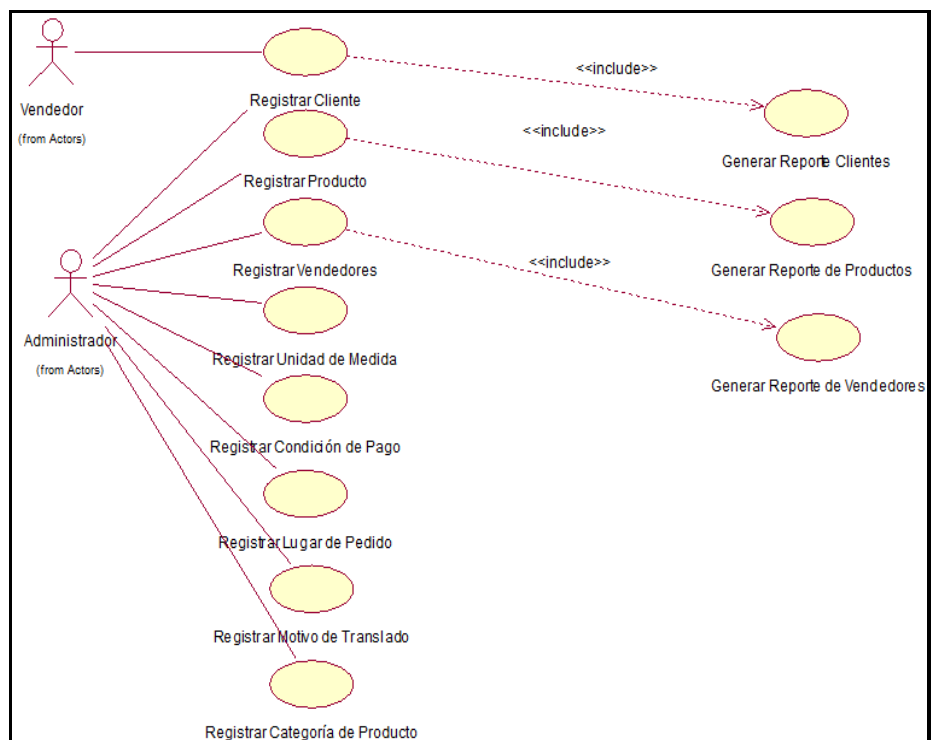 Vendedor
(from Actors)
Registrar Cliente
<<include>>
Generar Reporte Clientes
<<include>>
Registrar Producto
Generar Reporte de Productos
Registrar Vendedores
<<include>>
Generar Reporte de Vendedores
Administrador
(from Actors)
Registrar Unidad de Medida
Registrar Condición de Pago
Registrar Lugar de Pedido
Registrar Motivo de Translado
Registrar Categoría de Producto